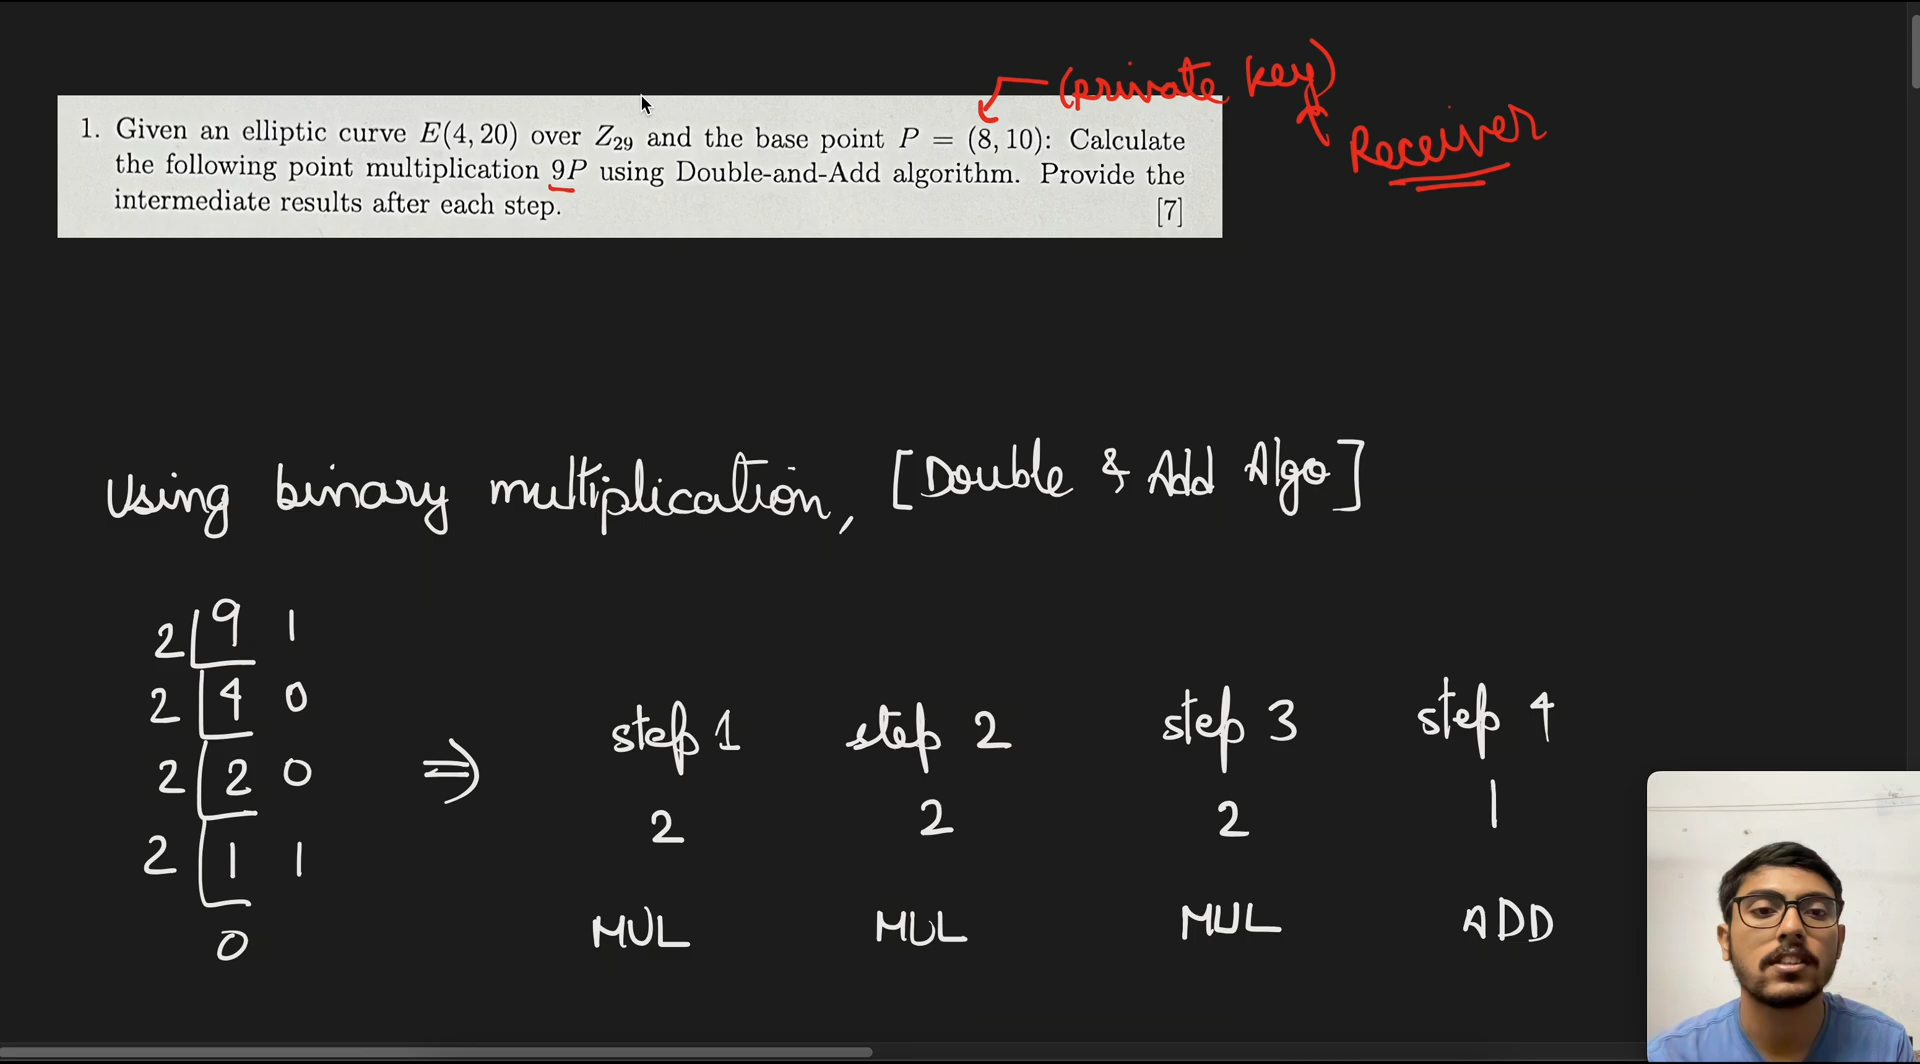 (private key)
Receiver
1. Given an elliptic curve E(4, 20) over Z₂₉ and the base point P = (8, 10): Calculate
the following point multiplication 9P using Double-and-Add algorithm. Provide the
intermediate results after each step. [7]
Using binary multiplication, [Double & Add Algo]
2 9 1
2 4 0
2 2 0
2 1 1
0
⇒
step 1 step 2 step 3 step 4
2 2 2 1
MUL MUL MUL ADD